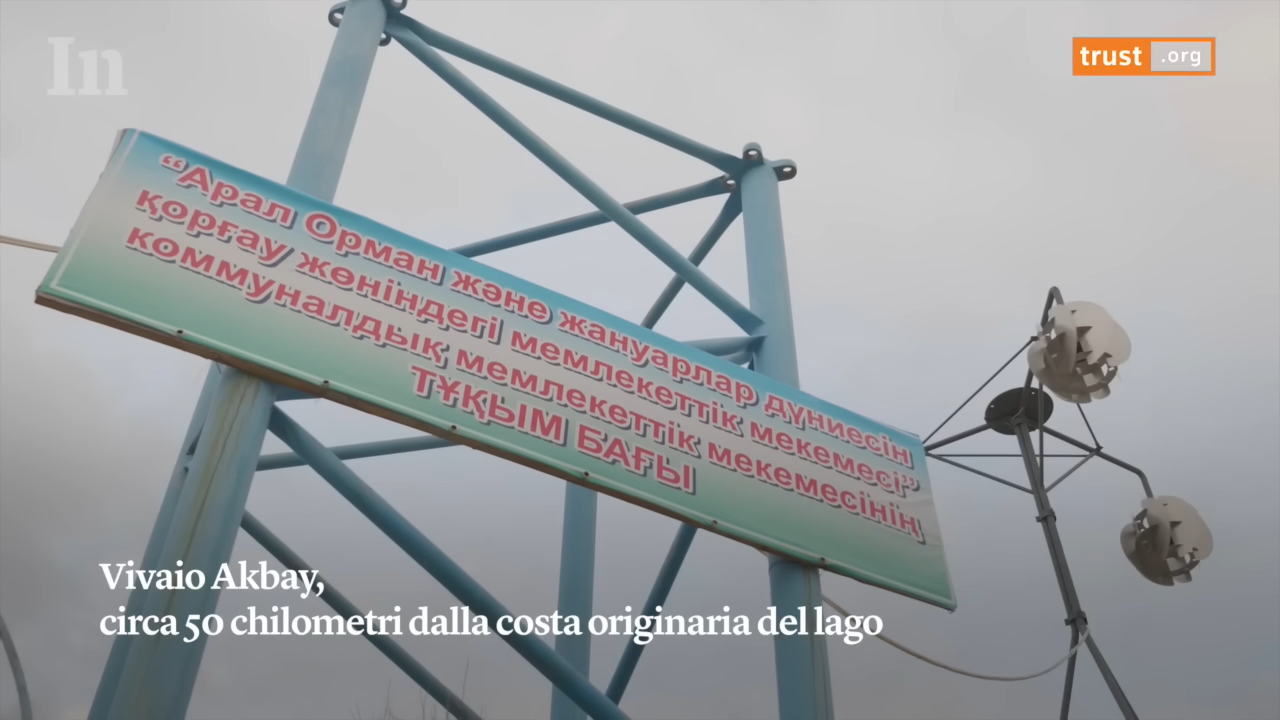 In
trust.org
“Арал Орман және жануарлар дүниесін
қорғау жөніндегі мемлекеттік мекемесі”
коммуналдық мемлекеттік мекемесінің
ТҰҚЫМ БАҒЫ
Vivaio Akbay,
circa 50 chilometri dalla costa originaria del lago